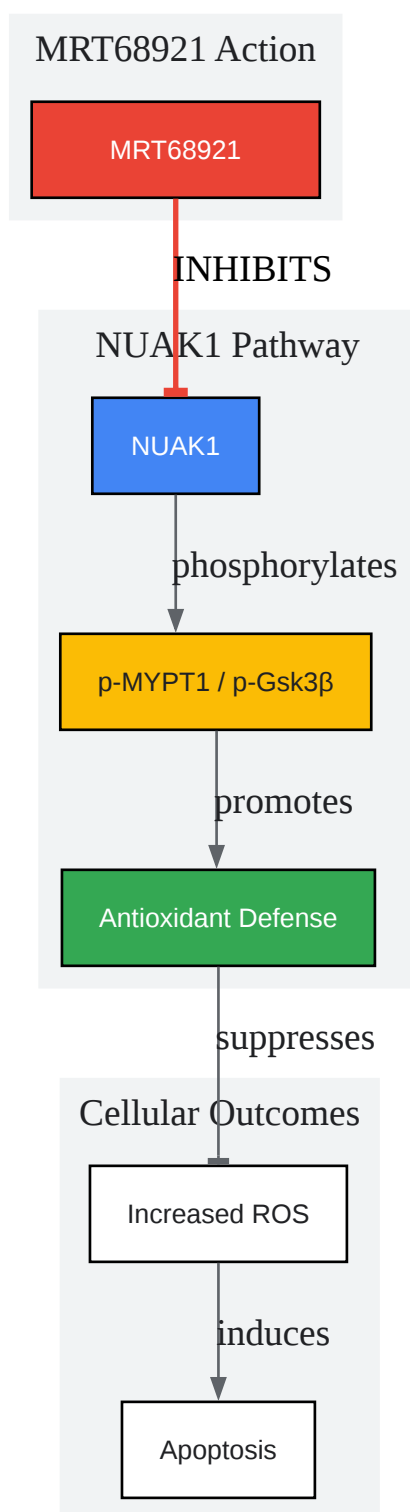 MRT68921 Action
MRT68921
INHIBITS
NUAK1 Pathway
NUAK1
phosphorylates
p-MYPT1 / p-Gsk3β
promotes
Antioxidant Defense
suppresses
Cellular Outcomes
Increased ROS
induces
Apoptosis